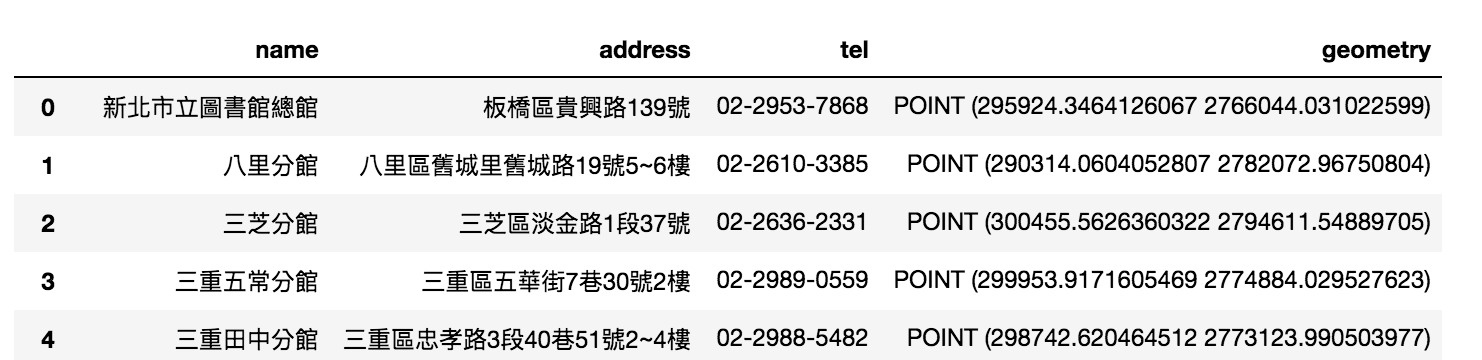 name address tel geometry
0 新北市立圖書館總館 板橋區貴興路139號 02-2953-7868 POINT (295924.3464126067 2766044.031022599)
1 八里分館 八里區舊城里舊城路19號5~6樓 02-2610-3385 POINT (290314.0604052807 2782072.96750804)
2 三芝分館 三芝區淡金路1段37號 02-2636-2331 POINT (300455.5626360322 2794611.54889705)
3 三重五常分館 三重區五華街7巷30號2樓 02-2989-0559 POINT (299953.9171605469 2774884.029527623)
4 三重田中分館 三重區忠孝路3段40巷51號2~4樓 02-2988-5482 POINT (298742.620464512 2773123.990503977)